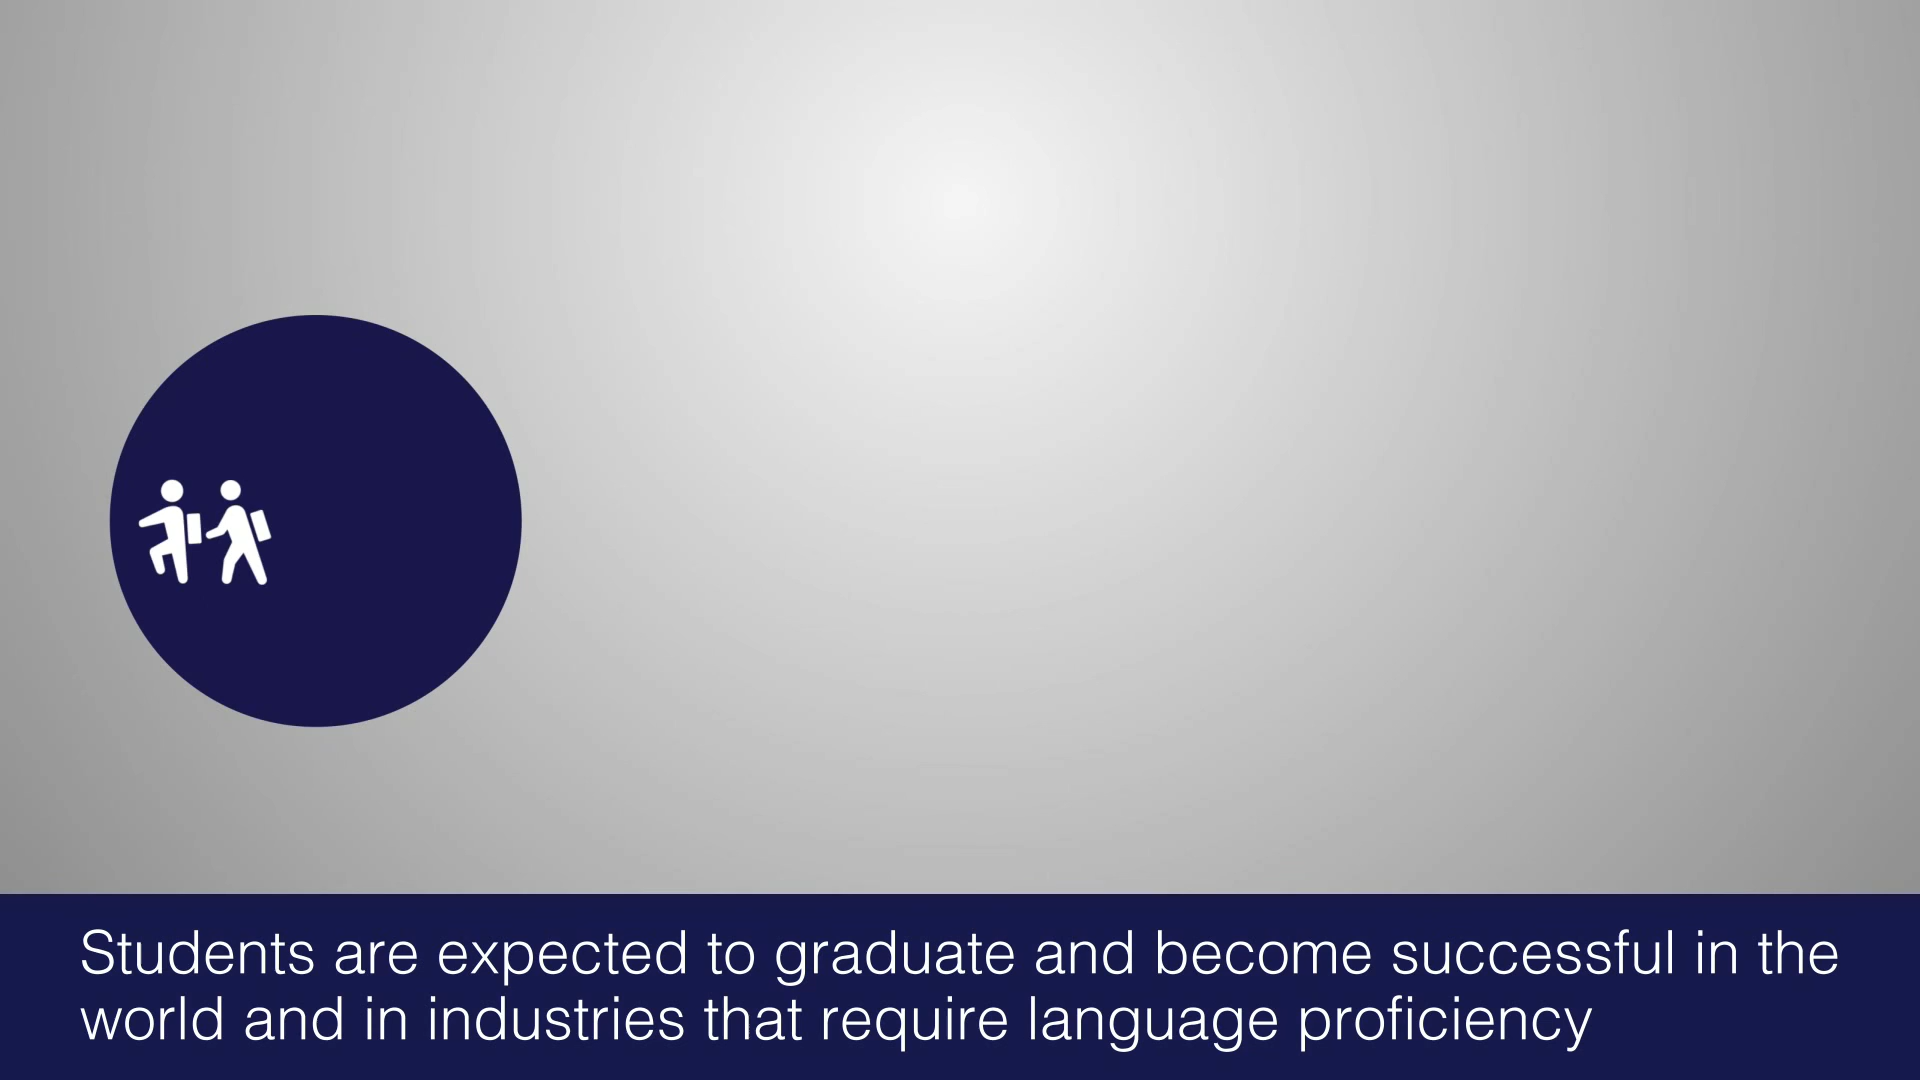 Students are expected to graduate and become successful in the
world and in industries that require language proficiency